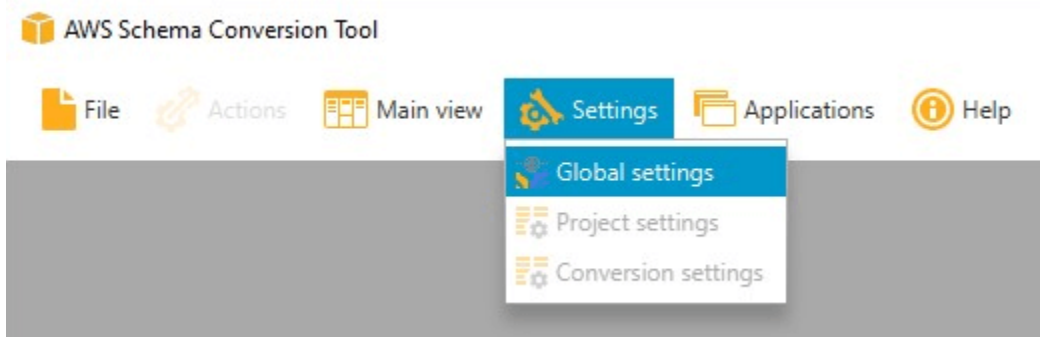 AWS Schema Conversion Tool
File Actions Main view Settings Applications Help
Global settings
Project settings
Conversion settings